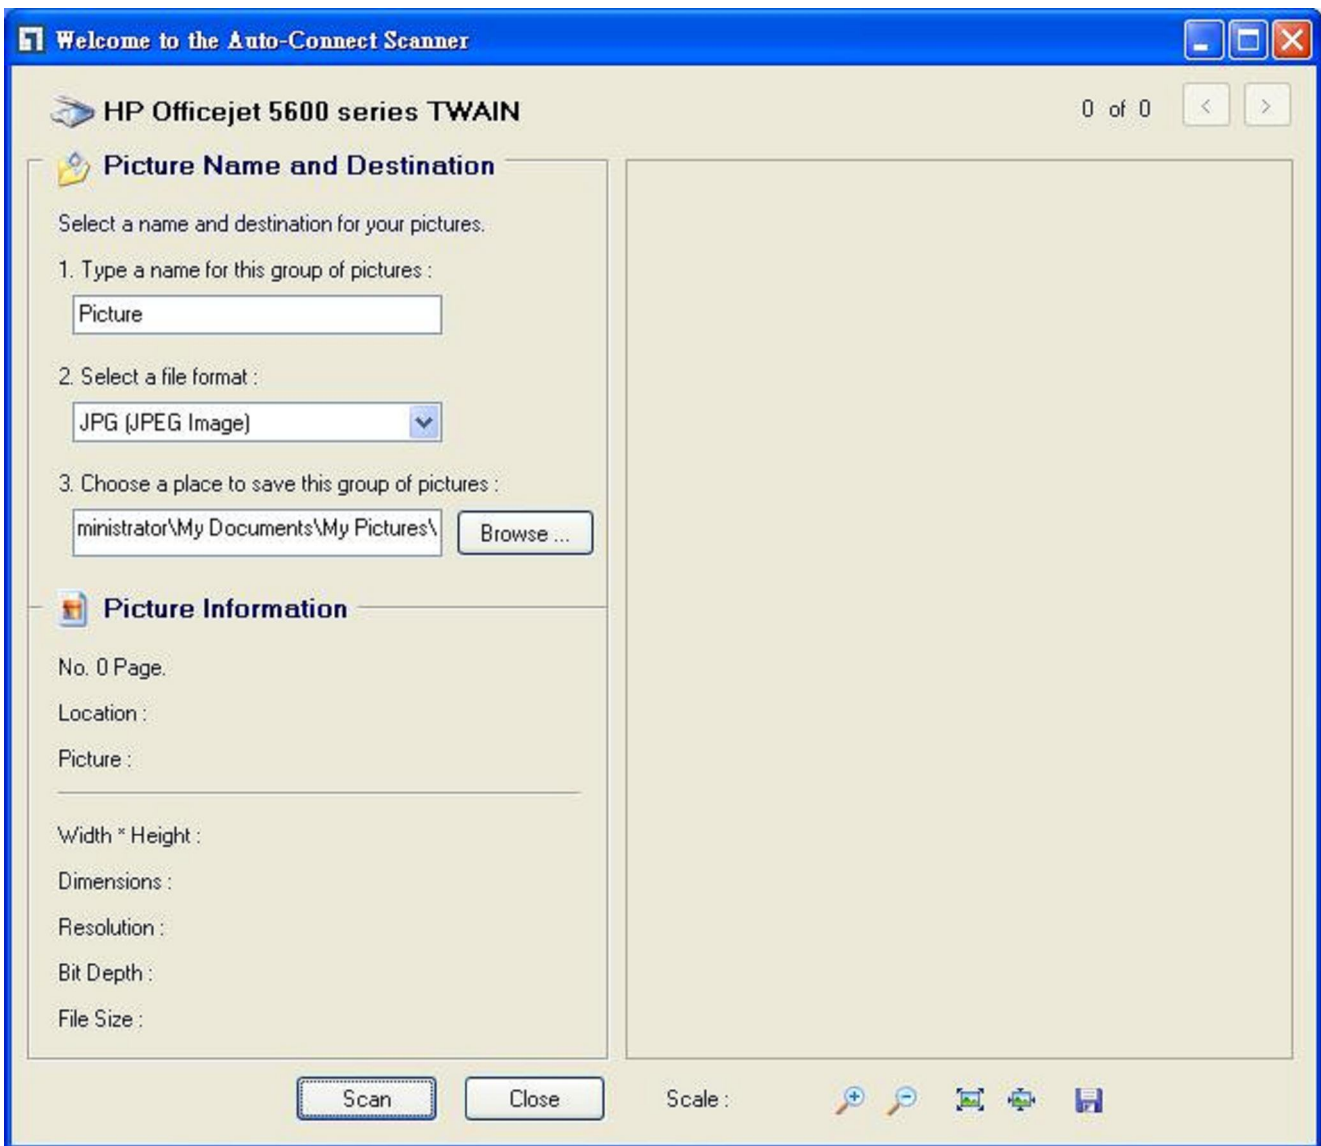 Welcome to the Auto-Connect Scanner
HP Officejet 5600 series TWAIN
0 of 0
< >
Picture Name and Destination
Select a name and destination for your pictures.
1. Type a name for this group of pictures :
Picture
2. Select a file format :
JPG (JPEG Image)
3. Choose a place to save this group of pictures :
ministrator\My Documents\My Pictures\
Browse ...
Picture Information
No. 0 Page.
Location :
Picture :
Width * Height :
Dimensions :
Resolution :
Bit Depth :
File Size :
Scan
Close
Scale :